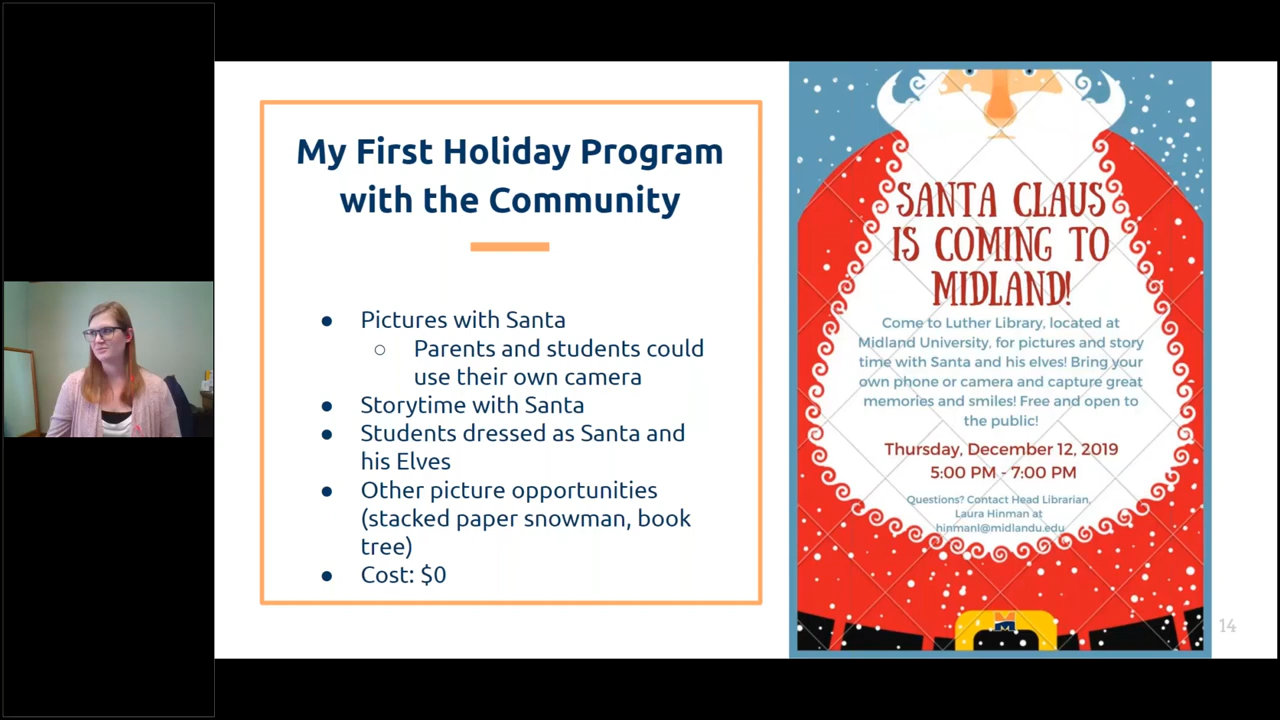 My First Holiday Program
with the Community
● Pictures with Santa
○ Parents and students could
use their own camera
● Storytime with Santa
● Students dressed as Santa and
his Elves
● Other picture opportunities
(stacked paper snowman, book
tree)
● Cost: $0
SANTA CLAUS
IS COMING TO
MIDLAND!
Come to Luther Library, located at
Midland University, for pictures and story
time with Santa and his elves! Bring your
own phone or camera and capture great
memories and smiles! Free and open to
the public!
Thursday, December 12, 2019
5:00 PM - 7:00 PM
Questions? Contact Head Librarian,
Laura Hinman at
hinmanl@midlandu.edu
M
14